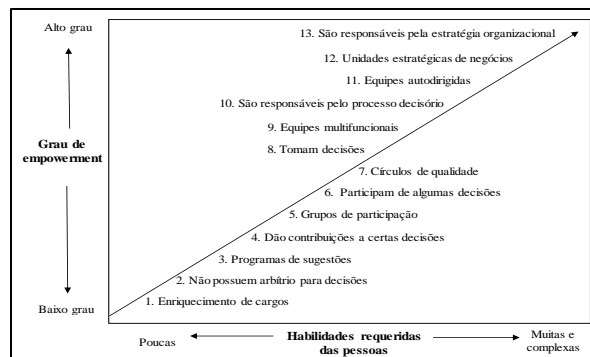 Alto grau
13. São responsáveis pela estratégia organizacional
12. Unidades estratégicas de negócios
11. Equipes autodirigidas
10. São responsáveis pelo processo decisório
Grau de
empowerment
9. Equipes multifuncionais
8. Tomam decisões
7. Círculos de qualidade
6. Participam de algumas decisões
5. Grupos de participação
4. Dão contribuições a certas decisões
3. Programas de sugestões
2. Não possuem arbítrio para decisões
1. Enriquecimento de cargos
Baixo grau
Poucas
Habilidades requeridas
das pessoas
Muitas e
complexas